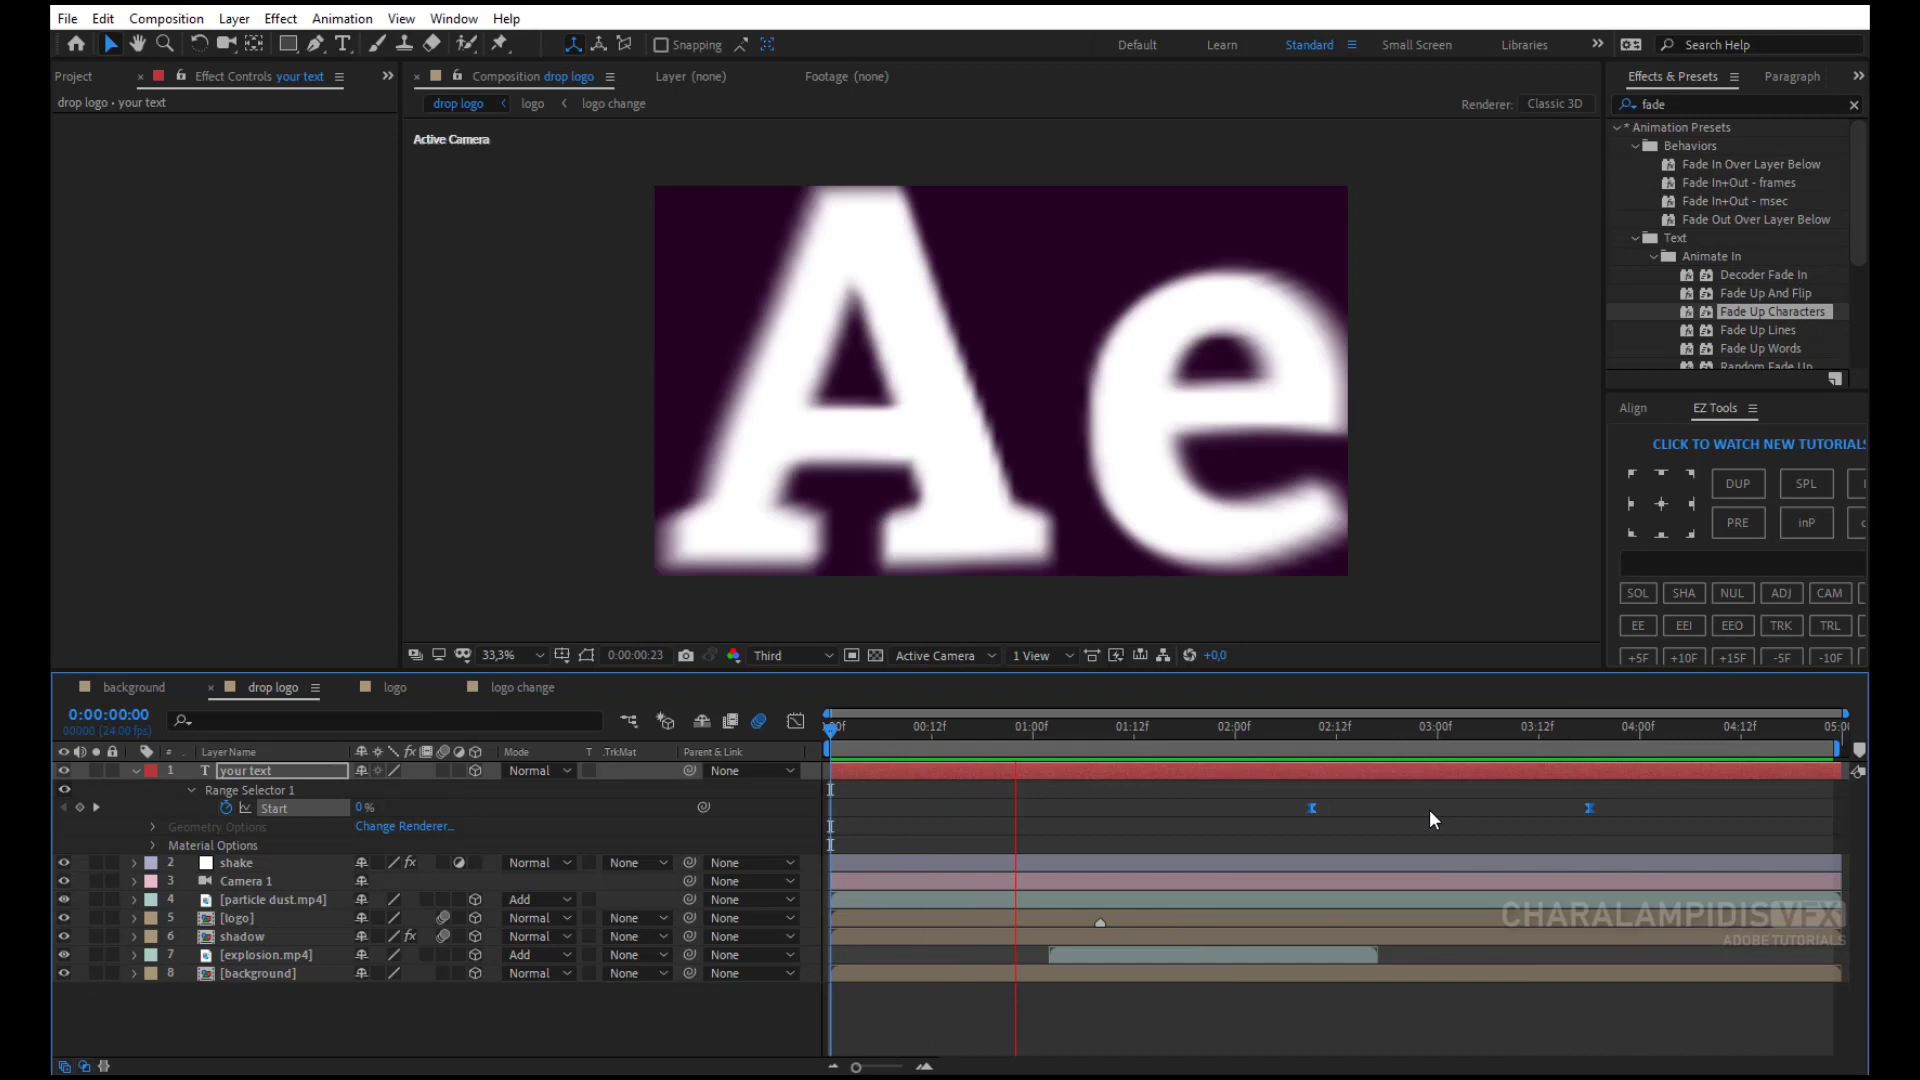 File Edit Composition Layer Effect Animation View Window Help
Snapping Default Learn Standard Small Screen Libraries Search Help
Project Effect Controls your text Composition drop logo Layer (none) Footage (none) Effects & Presets Paragraph
drop logo • your text
drop logo logo logo change Renderer: Classic 3D
fade
Active Camera
* Animation Presets
Behaviors
Fade In Over Layer Below
Fade In+Out - frames
Fade In+Out - msec
Fade Out Over Layer Below
Text
Animate In
Decoder Fade In
Fade Up And Flip
Fade Up Characters
Fade Up Lines
Fade Up Words
Random Fade Up
Ae
Align EZ Tools
CLICK TO WATCH NEW TUTORIALS
DUP SPL
PRE inP
SOL SHA NUL ADJ CAM
EE EEI EEO TRK TRL
+5F +10F +15F -5F -10F
33,3% 0:00:00:23 Third Active Camera 1 View +0,0
background drop logo logo logo change
0:00:00:00
00000 (24.00 fps)
00f 00:12f 01:00f 01:12f 02:00f 02:12f 03:00f 03:12f 04:00f 04:12f 05:00
# Layer Name fx Mode T .TrkMat Parent & Link
1 T your text Normal None
Range Selector 1
Start 0 %
Geometry Options Change Renderer...
Material Options
2 shake fx Normal None None
3 Camera 1 None
4 [particle dust.mp4] Add None
5 [logo] Normal None None
6 shadow fx Normal None None
7 [explosion.mp4] Add None None
8 [background] Normal None None
CHARALAMPIDISVFX
ADOBE TUTORIALS